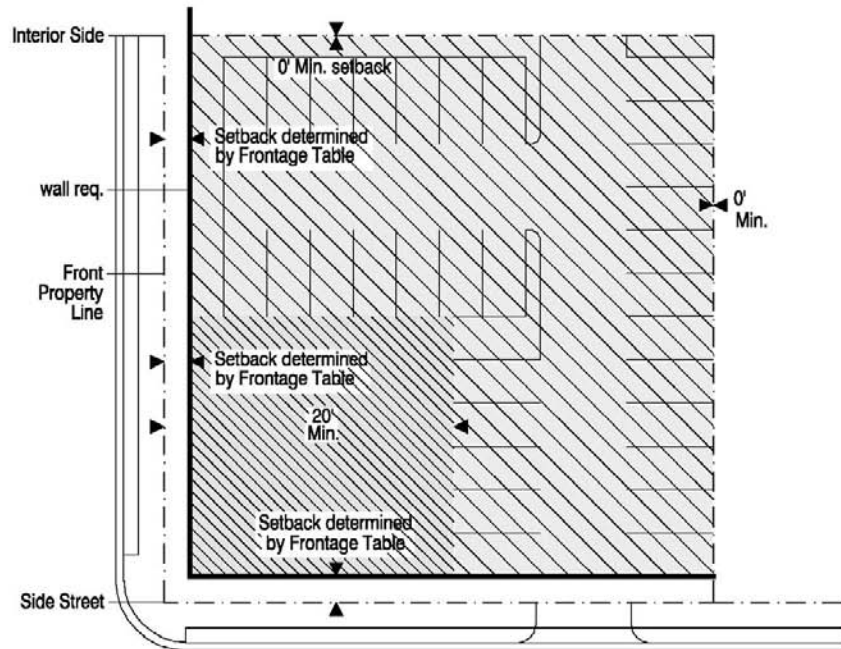 Interior Side
0' Min. setback
Setback determined
by Frontage Table
wall req.
0'
Min.
Front
Property
Line
Setback determined
by Frontage Table
20'
Min.
Setback determined
by Frontage Table
Side Street